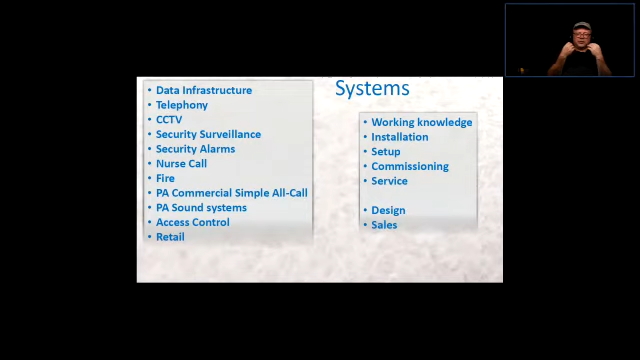 Systems
• Data Infrastructure
• Telephony
• CCTV
• Security Surveillance
• Security Alarms
• Nurse Call
• Fire
• PA Commercial Simple All-Call
• PA Sound systems
• Access Control
• Retail
• Working knowledge
• Installation
• Setup
• Commissioning
• Service
• Design
• Sales